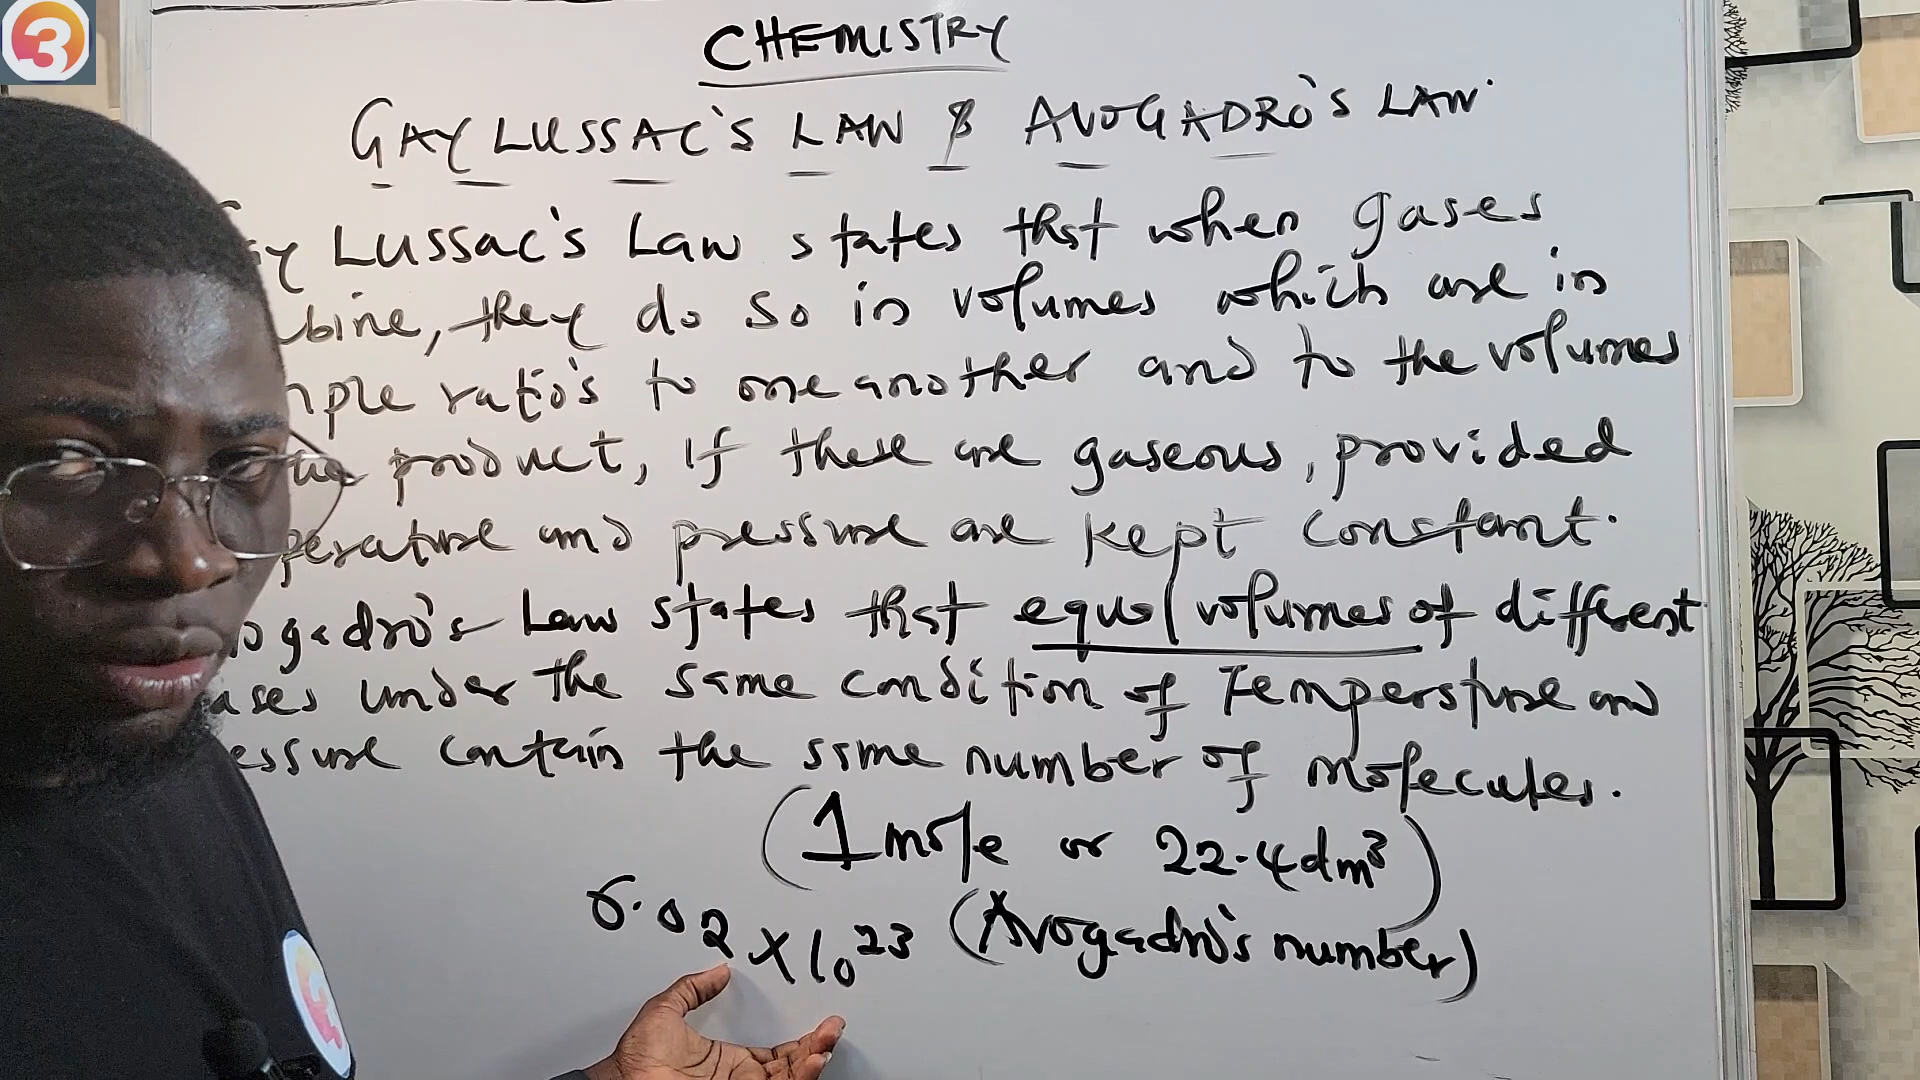 3
CHEMISTRY
GAY LUSSAC'S LAW & AVOGADRO'S LAW.
Lussac's Law states that when gases
they do so in volumes which are in
ratio's to one another and to the volumes
product, if these are gaseous, provided
and pressure are kept constant.
Law states that equal volumes of different
under the same condition of Temperature and
contain the same number of molecules.
(1 mole or 22.4dm³)
6.02 x 10²³ (Avogadro's number)